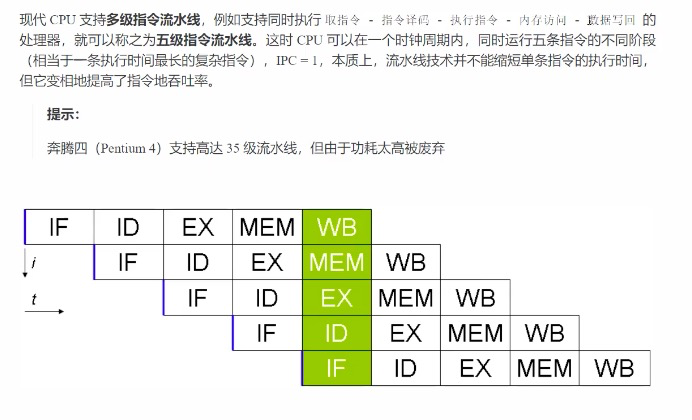 现代 CPU 支持多级指令流水线，例如支持同时执行 取指令 - 指令译码 - 执行指令 - 内存访问 - 数据写回 的
处理器，就可以称之为五级指令流水线。这时 CPU 可以在一个时钟周期内，同时运行五条指令的不同阶段
（相当于一条执行时间最长的复杂指令），IPC = 1，本质上，流水线技术并不能缩短单条指令的执行时间，
但它变相地提高了指令地吞吐率。
提示：
奔腾四（Pentium 4）支持高达 35 级流水线，但由于功耗太高被废弃
IF ID EX MEM WB
i IF ID EX MEM WB
t IF ID EX MEM WB
IF ID EX MEM WB
IF ID EX MEM WB